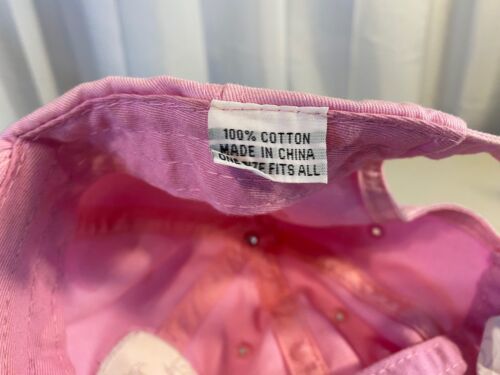 100% COTTON
MADE IN CHINA
ONE SIZE FITS ALL